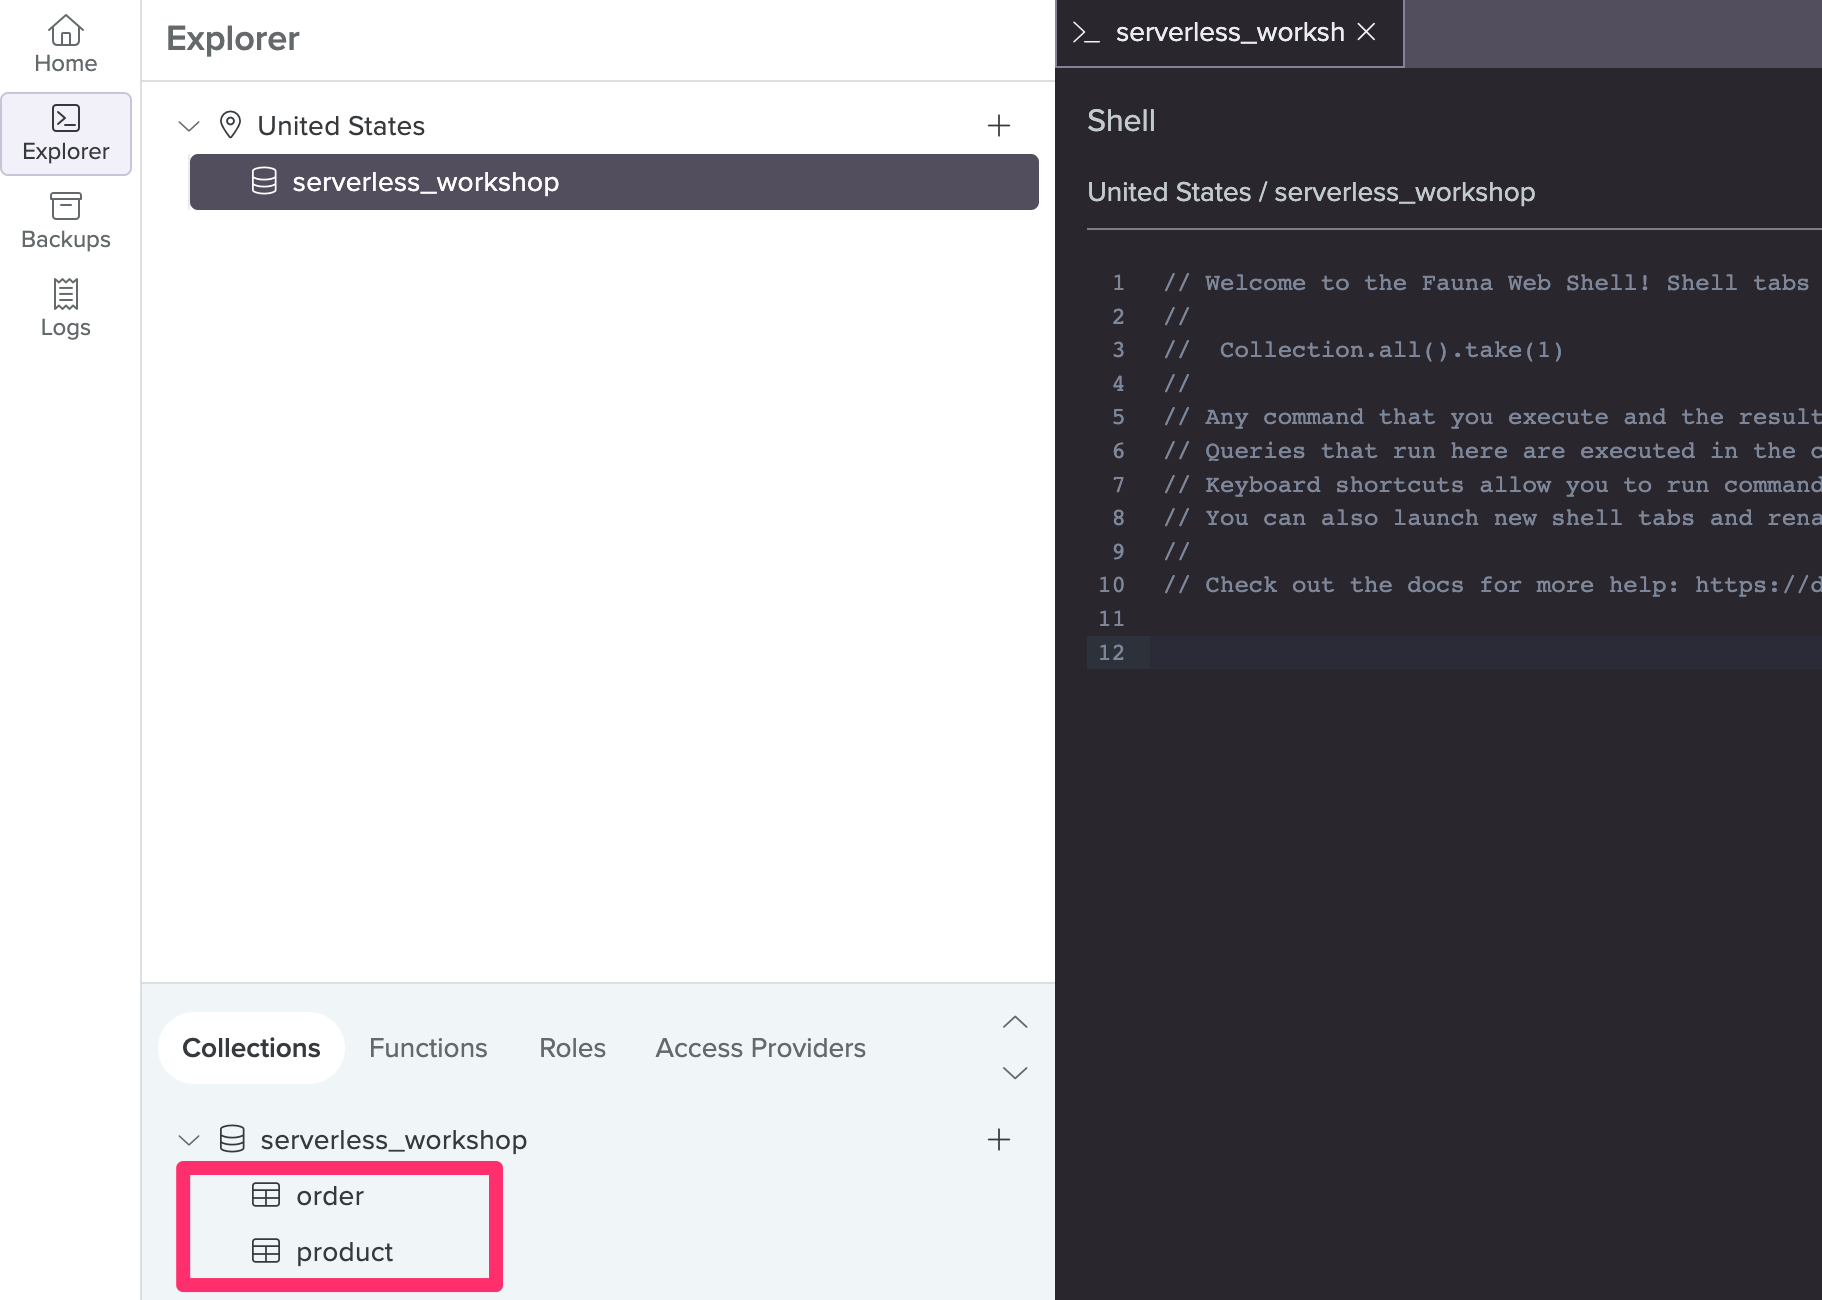 Home
Explorer
Backups
Logs
Explorer
United States
serverless_workshop
Collections Functions Roles Access Providers
serverless_workshop
order
product
serverless_worksh
Shell
United States / serverless_workshop
1 // Welcome to the Fauna Web Shell! Shell tabs
2 //
3 // Collection.all().take(1)
4 //
5 // Any command that you execute and the result
6 // Queries that run here are executed in the c
7 // Keyboard shortcuts allow you to run command
8 // You can also launch new shell tabs and rena
9 //
10 // Check out the docs for more help: https://d
11
12